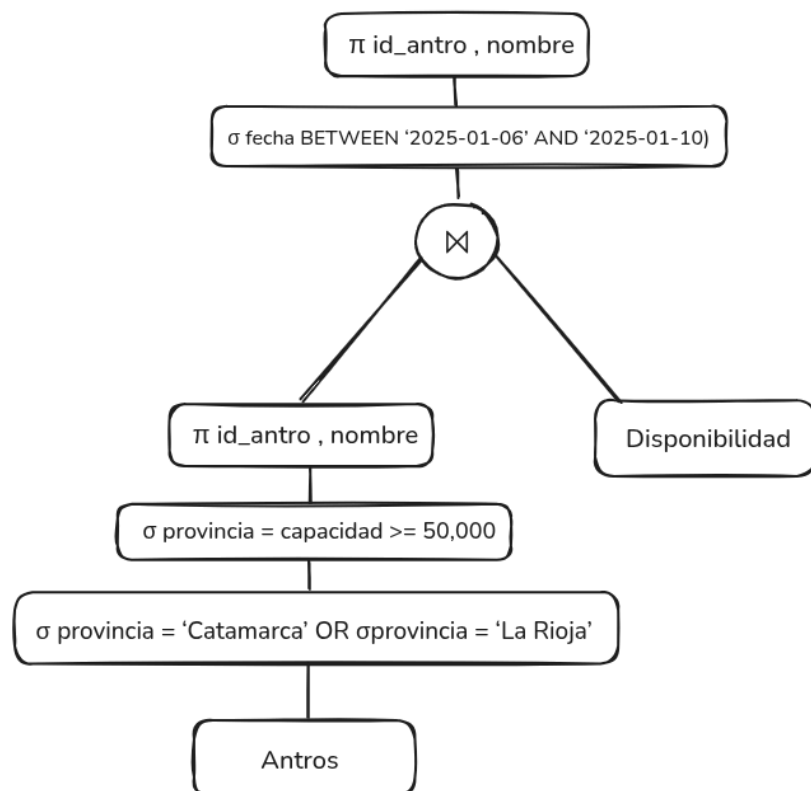 π id_antro , nombre
σ fecha BETWEEN ‘2025-01-06’ AND ‘2025-01-10)
⋈
π id_antro , nombre
Disponibilidad
σ provincia = capacidad >= 50,000
σ provincia = ‘Catamarca’ OR σprovincia = ‘La Rioja’
Antros